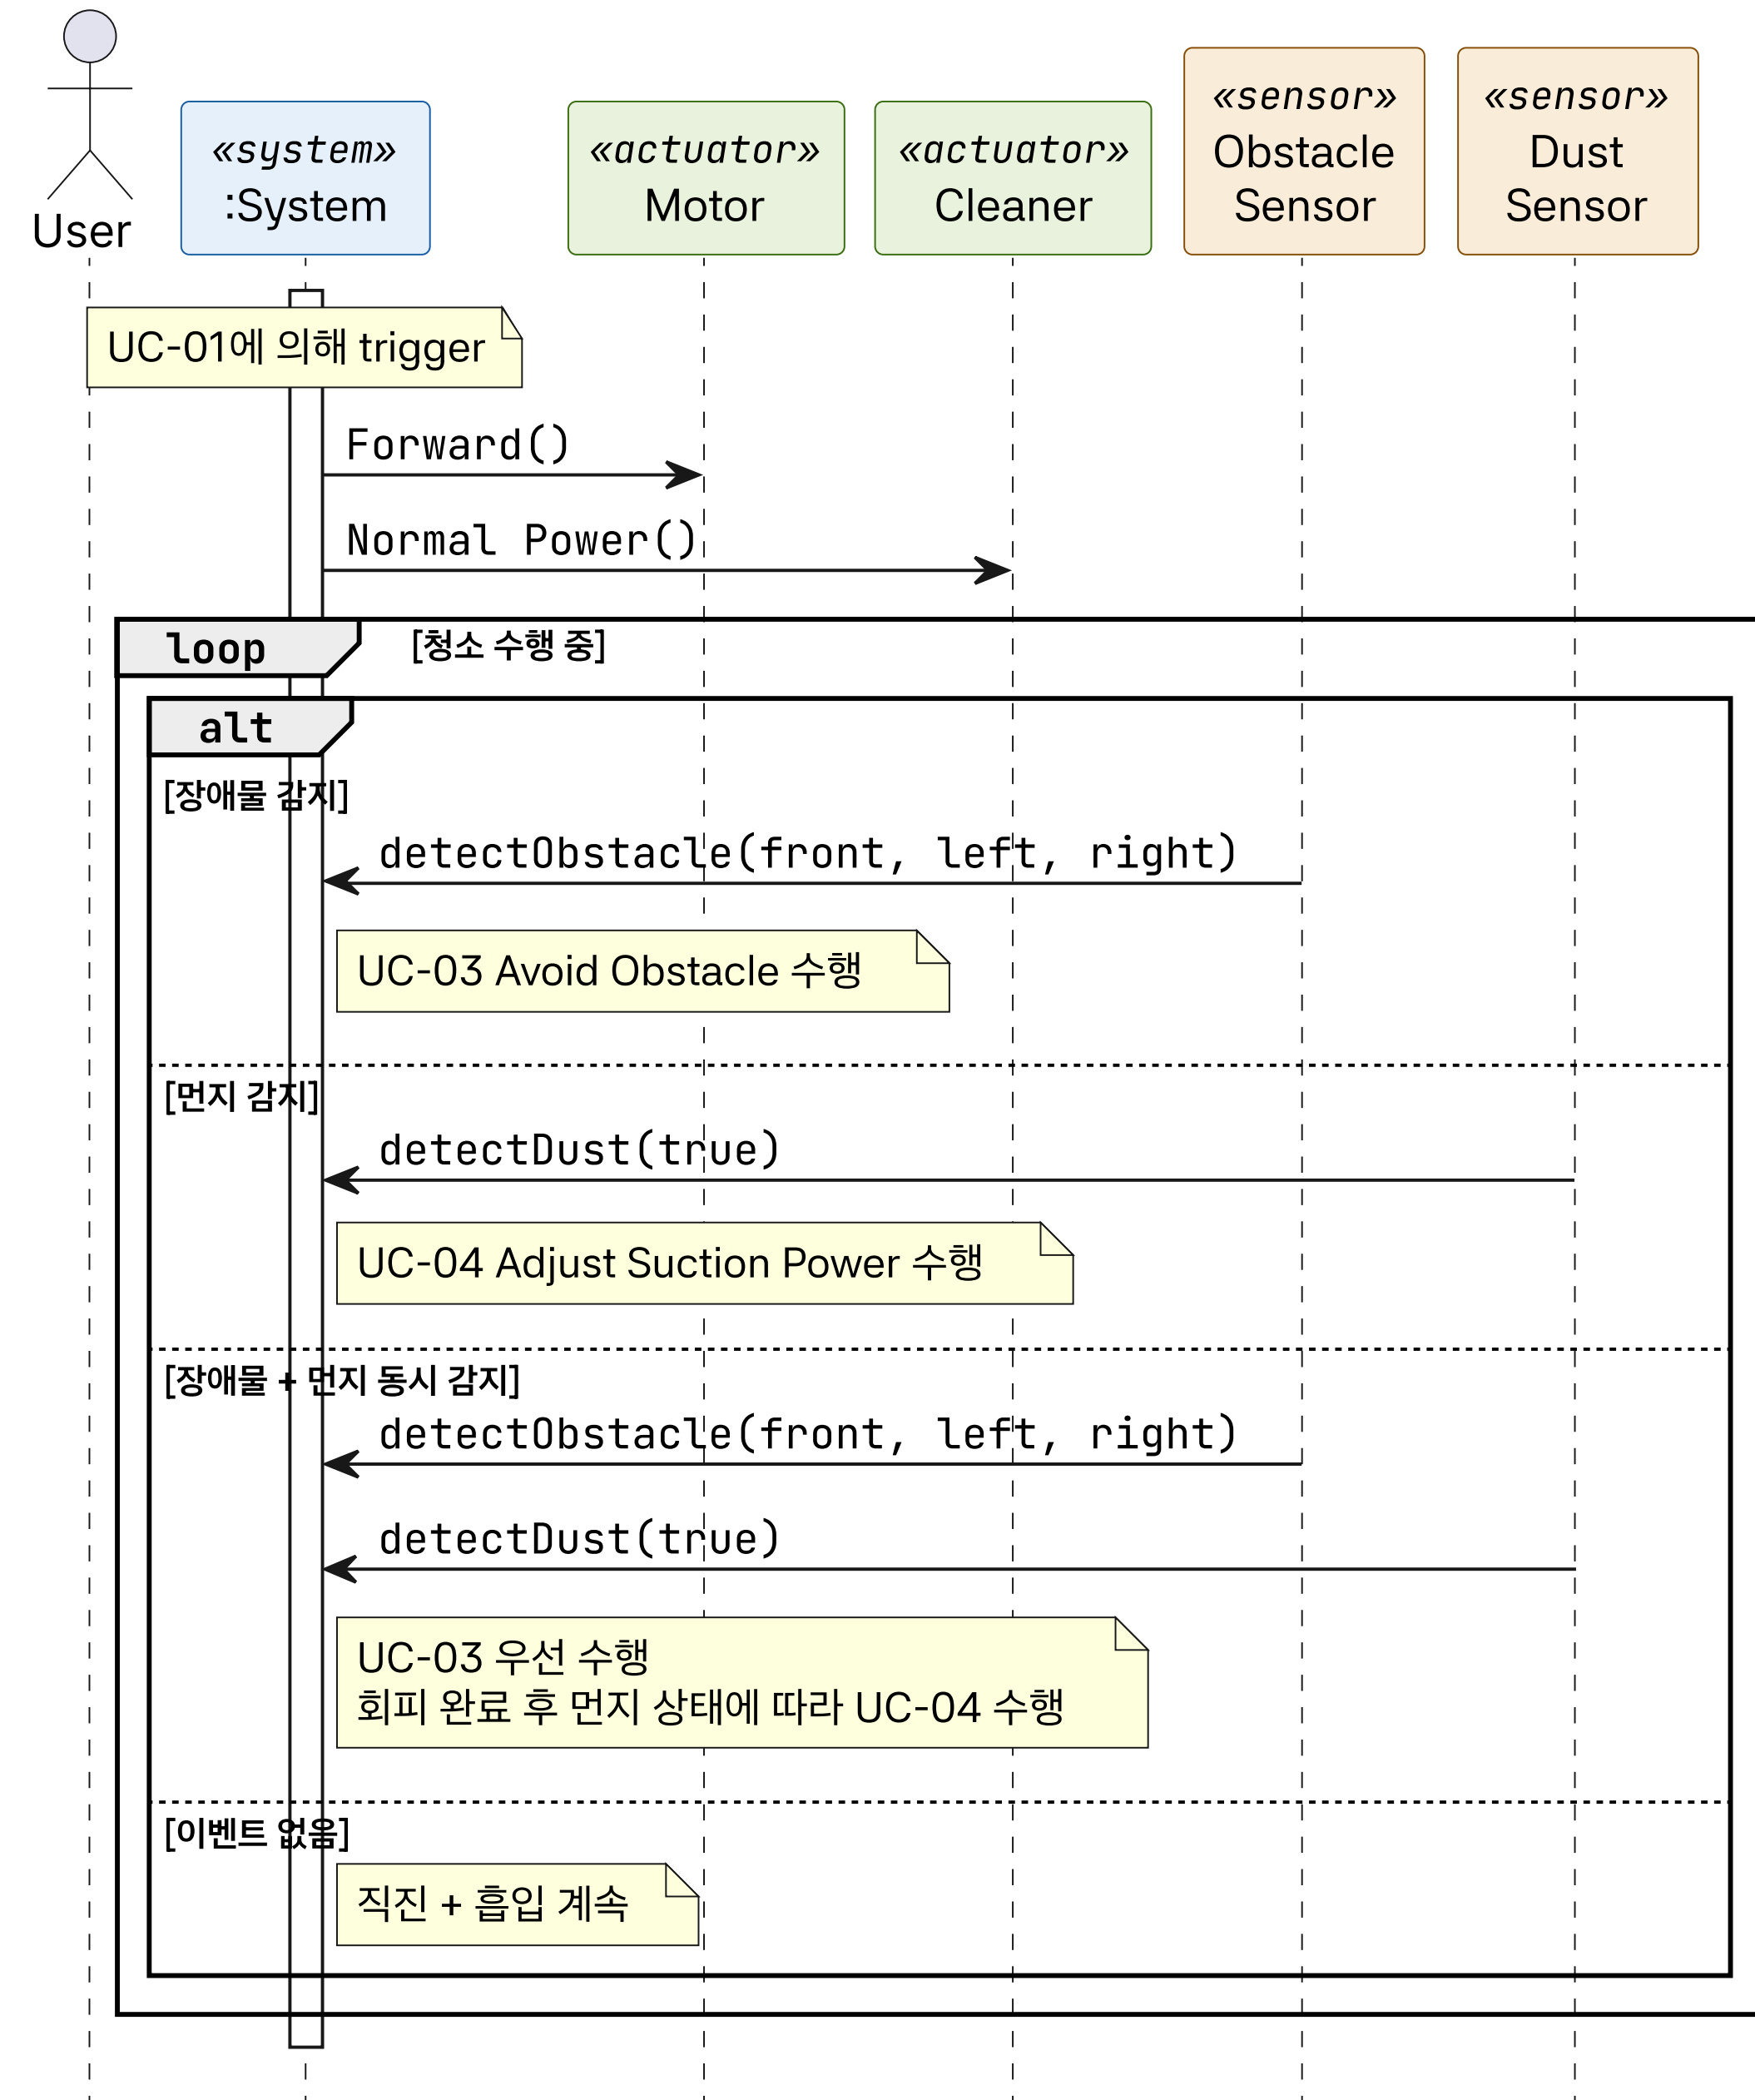 User
«system»
:System
«actuator»
Motor
«actuator»
Cleaner
«sensor»
Obstacle
Sensor
«sensor»
Dust
Sensor
UC-01에 의해 trigger
Forward()
Normal Power()
loop
[청소 수행 중]
alt
[장애물 감지]
detectObstacle(front, left, right)
UC-03 Avoid Obstacle 수행
[먼지 감지]
detectDust(true)
UC-04 Adjust Suction Power 수행
[장애물 + 먼지 동시 감지]
detectObstacle(front, left, right)
detectDust(true)
UC-03 우선 수행
회피 완료 후 먼지 상태에 따라 UC-04 수행
[이벤트 없음]
직진 + 흡입 계속